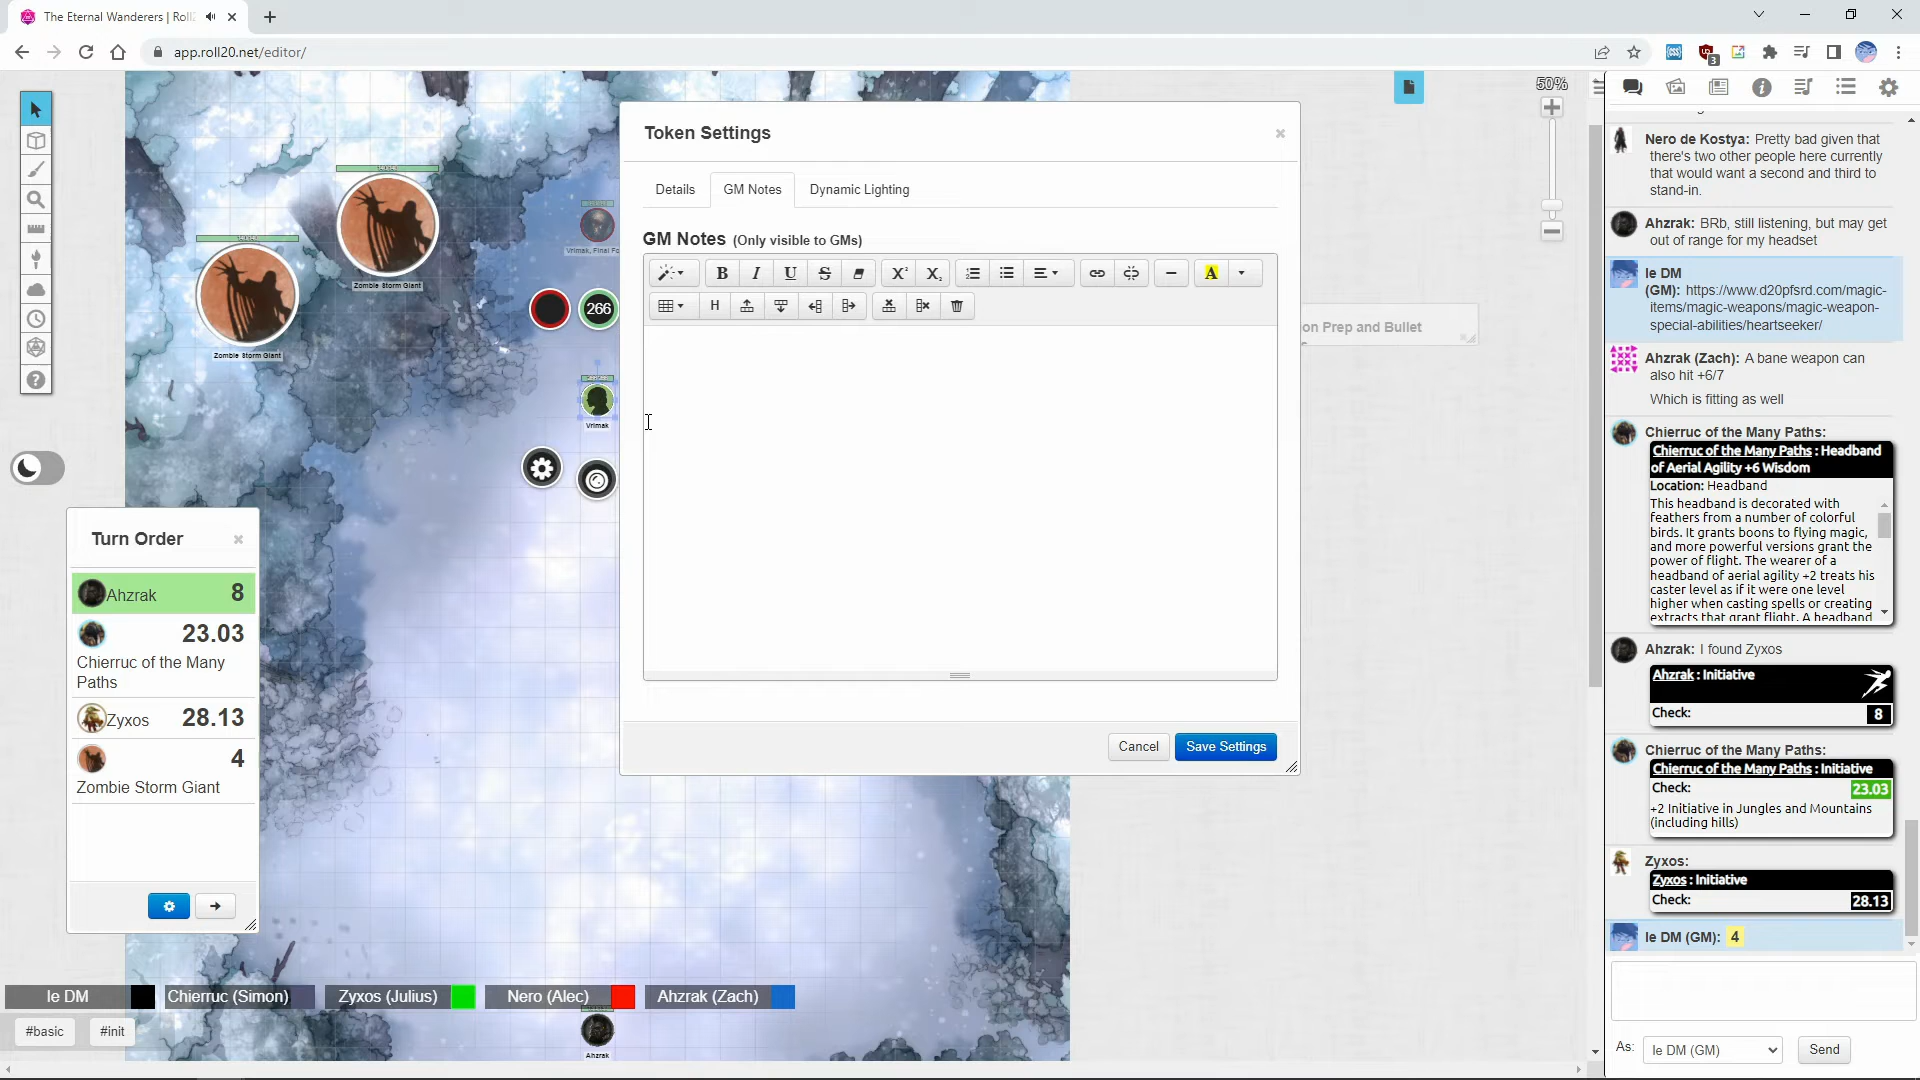 The Eternal Wanderers | Roll2
app.roll20.net/editor/
3
50%
Token Settings
×
Details
GM Notes
Dynamic Lighting
GM Notes (Only visible to GMs)
B
I
U
S
X
X
A
H
Cancel
Save Settings
on Prep and Bullet
Zombie Storm Giant
Zombie Storm Giant
Vrimak, Final Fo
266
Vrimak
Turn Order
×
Ahzrak
8
23.03
Chierruc of the Many
Paths
Zyxos
28.13
4
Zombie Storm Giant
le DM
Chierruc (Simon)
Zyxos (Julius)
Nero (Alec)
Ahzrak (Zach)
#basic
#init
Ahzrak
Nero de Kostya: Pretty bad given that
there's two other people here currently
that would want a second and third to
stand-in.
Ahzrak: BRb, still listening, but may get
out of range for my headset
le DM
(GM): https://www.d20pfsrd.com/magic-
items/magic-weapons/magic-weapon-
special-abilities/heartseeker/
Ahzrak (Zach): A bane weapon can
also hit +6/7
Which is fitting as well
Chierruc of the Many Paths:
Chierruc of the Many Paths : Headband
of Aerial Agility +6 Wisdom
Location: Headband
This headband is decorated with
feathers from a number of colorful
birds. It grants boons to flying magic,
and more powerful versions grant the
power of flight. The wearer of a
headband of aerial agility +2 treats his
caster level as if it were one level
higher when casting spells or creating
extracts that grant flight. A headband
Ahzrak: I found Zyxos
Ahzrak : Initiative
Check:
8
Chierruc of the Many Paths:
Chierruc of the Many Paths : Initiative
Check:
23.03
+2 Initiative in Jungles and Mountains
(including hills)
Zyxos:
Zyxos : Initiative
Check:
28.13
le DM (GM): 4
As:
le DM (GM)
Send